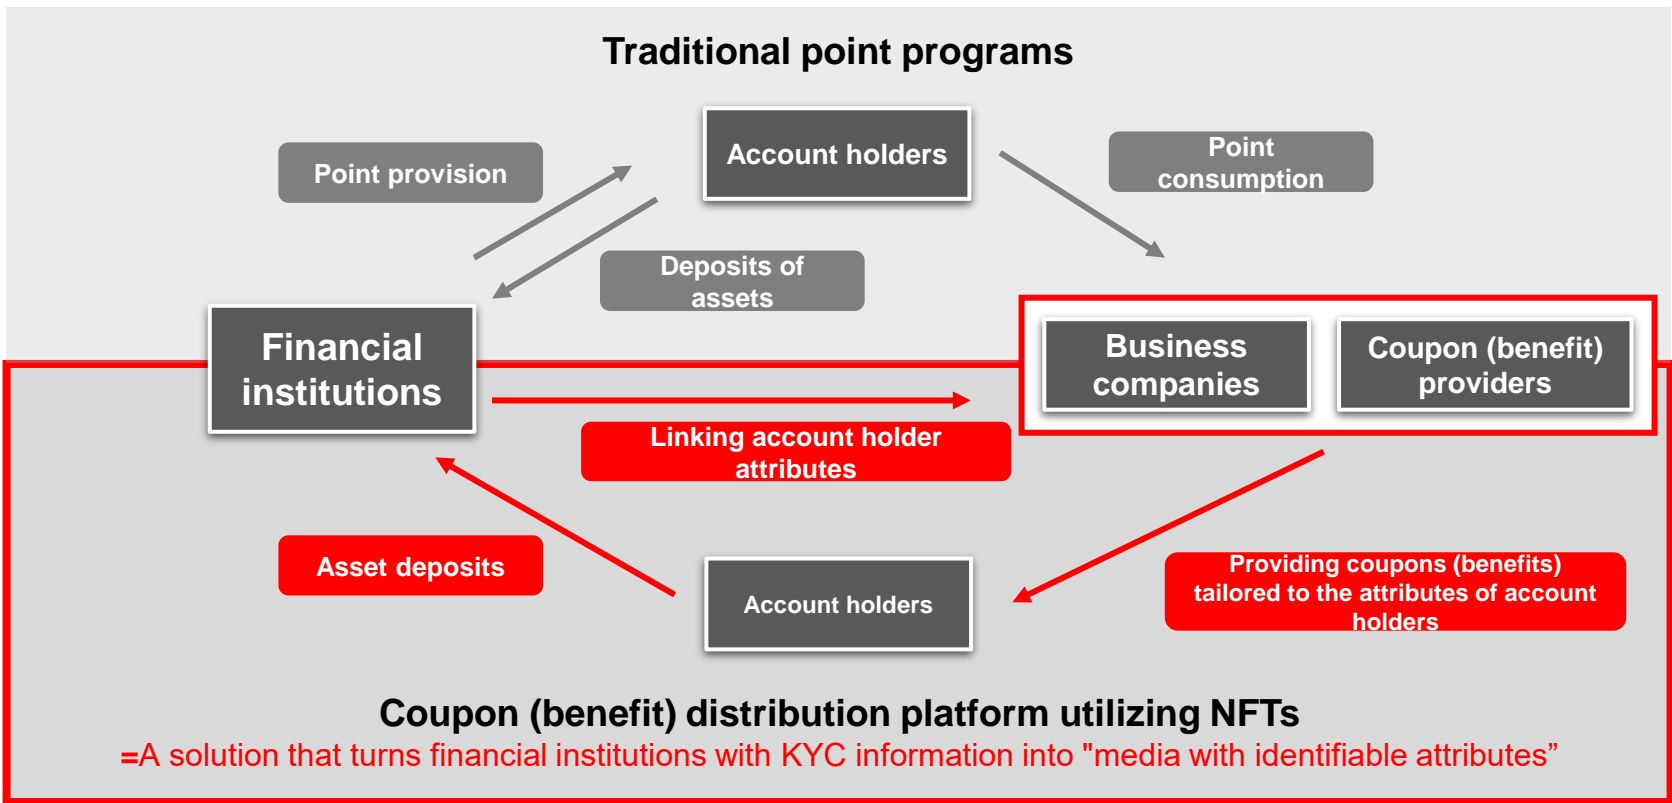 Traditional point programs
Account holders
Point provision
Point
consumption
Deposits of
assets
Financial
institutions
Business
companies
Coupon (benefit)
providers
Linking account holder
attributes
Asset deposits
Account holders
Providing coupons (benefits)
tailored to the attributes of account
holders
Coupon (benefit) distribution platform utilizing NFTs
=A solution that turns financial institutions with KYC information into "media with identifiable attributes”